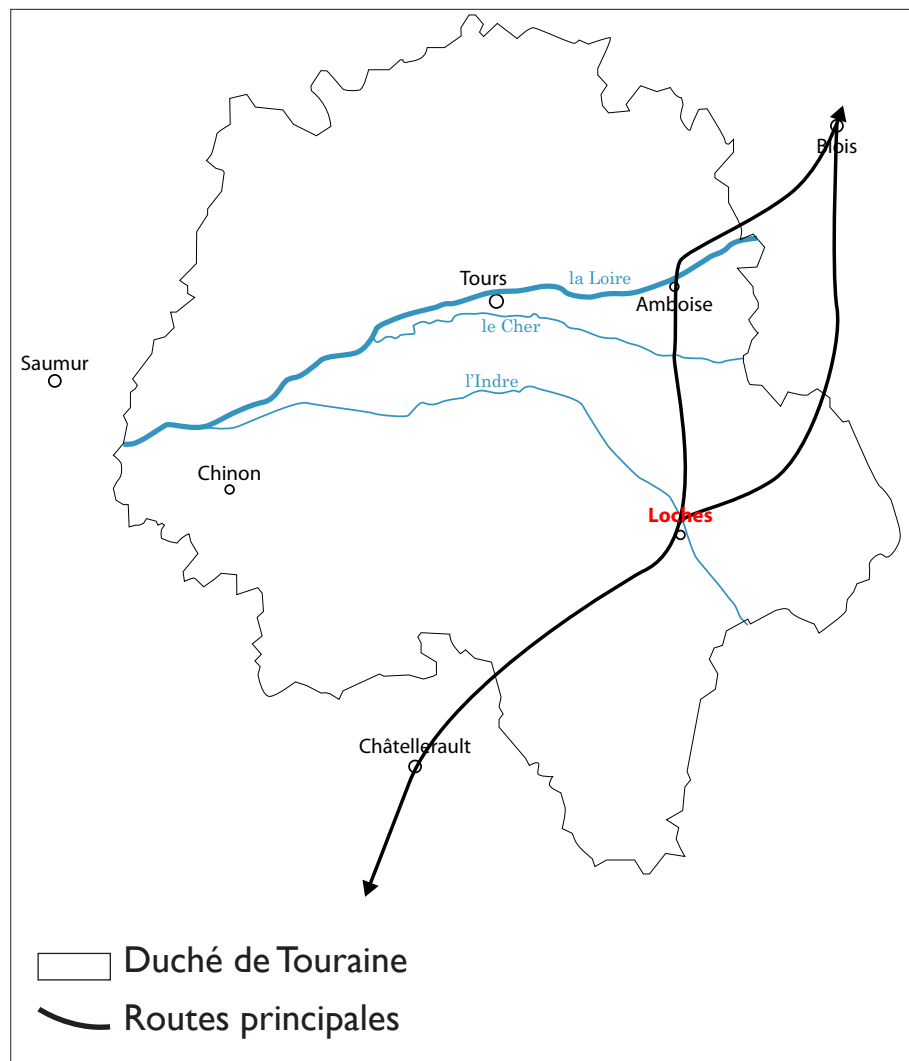 Blois
Tours
la Loire
Amboise
le Cher
Saumur
l'Indre
Chinon
Loches
Châtellerault
Duché de Touraine
Routes principales